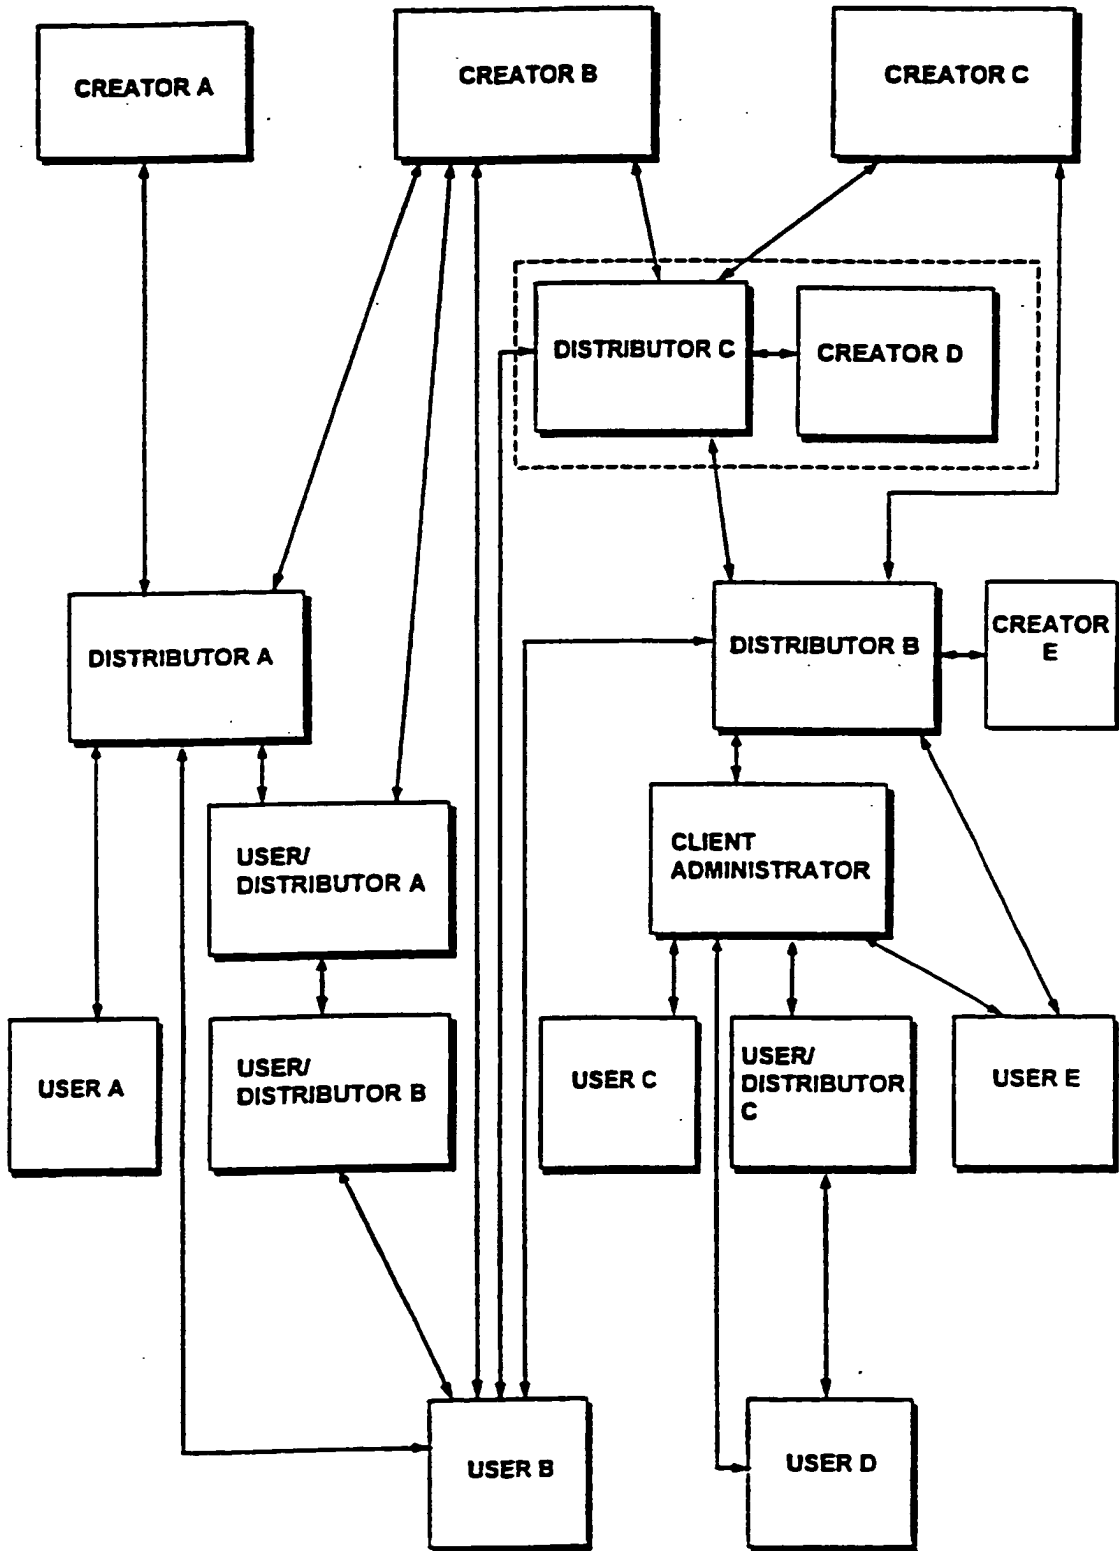 CREATOR A
CREATOR B
CREATOR C
DISTRIBUTOR C
CREATOR D
DISTRIBUTOR A
DISTRIBUTOR B
CREATOR
E
USER/
DISTRIBUTOR A
CLIENT
ADMINISTRATOR
USER A
USER/
DISTRIBUTOR B
USER C
USER/
DISTRIBUTOR
C
USER E
USER B
USER D